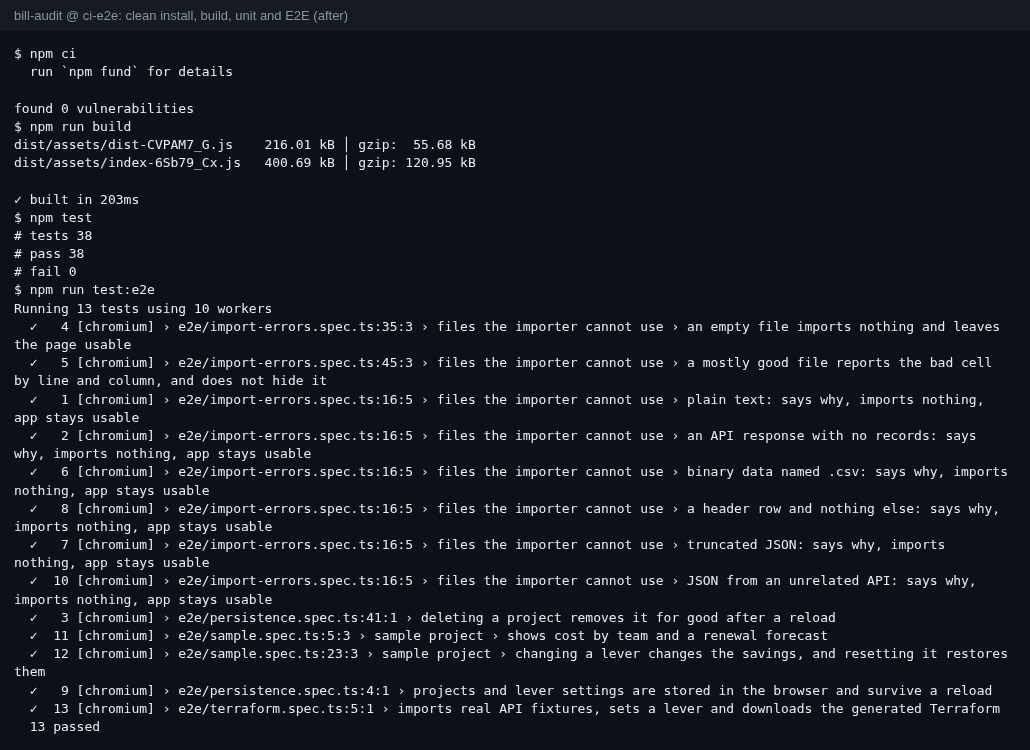 bill-audit @ ci-e2e: clean install, build, unit and E2E (after)
$ npm ci
  run `npm fund` for details
found 0 vulnerabilities
$ npm run build
dist/assets/dist-CVPAM7_G.js    216.01 kB │ gzip:  55.68 kB
dist/assets/index-6Sb79_Cx.js   400.69 kB │ gzip: 120.95 kB
✓ built in 203ms
$ npm test
# tests 38
# pass 38
# fail 0
$ npm run test:e2e
Running 13 tests using 10 workers
  ✓   4 [chromium] › e2e/import-errors.spec.ts:35:3 › files the importer cannot use › an empty file imports nothing and leaves
the page usable
  ✓   5 [chromium] › e2e/import-errors.spec.ts:45:3 › files the importer cannot use › a mostly good file reports the bad cell
by line and column, and does not hide it
  ✓   1 [chromium] › e2e/import-errors.spec.ts:16:5 › files the importer cannot use › plain text: says why, imports nothing,
app stays usable
  ✓   2 [chromium] › e2e/import-errors.spec.ts:16:5 › files the importer cannot use › an API response with no records: says
why, imports nothing, app stays usable
  ✓   6 [chromium] › e2e/import-errors.spec.ts:16:5 › files the importer cannot use › binary data named .csv: says why, imports
nothing, app stays usable
  ✓   8 [chromium] › e2e/import-errors.spec.ts:16:5 › files the importer cannot use › a header row and nothing else: says why,
imports nothing, app stays usable
  ✓   7 [chromium] › e2e/import-errors.spec.ts:16:5 › files the importer cannot use › truncated JSON: says why, imports
nothing, app stays usable
  ✓  10 [chromium] › e2e/import-errors.spec.ts:16:5 › files the importer cannot use › JSON from an unrelated API: says why,
imports nothing, app stays usable
  ✓   3 [chromium] › e2e/persistence.spec.ts:41:1 › deleting a project removes it for good after a reload
  ✓  11 [chromium] › e2e/sample.spec.ts:5:3 › sample project › shows cost by team and a renewal forecast
  ✓  12 [chromium] › e2e/sample.spec.ts:23:3 › sample project › changing a lever changes the savings, and resetting it restores
them
  ✓   9 [chromium] › e2e/persistence.spec.ts:4:1 › projects and lever settings are stored in the browser and survive a reload
  ✓  13 [chromium] › e2e/terraform.spec.ts:5:1 › imports real API fixtures, sets a lever and downloads the generated Terraform
  13 passed